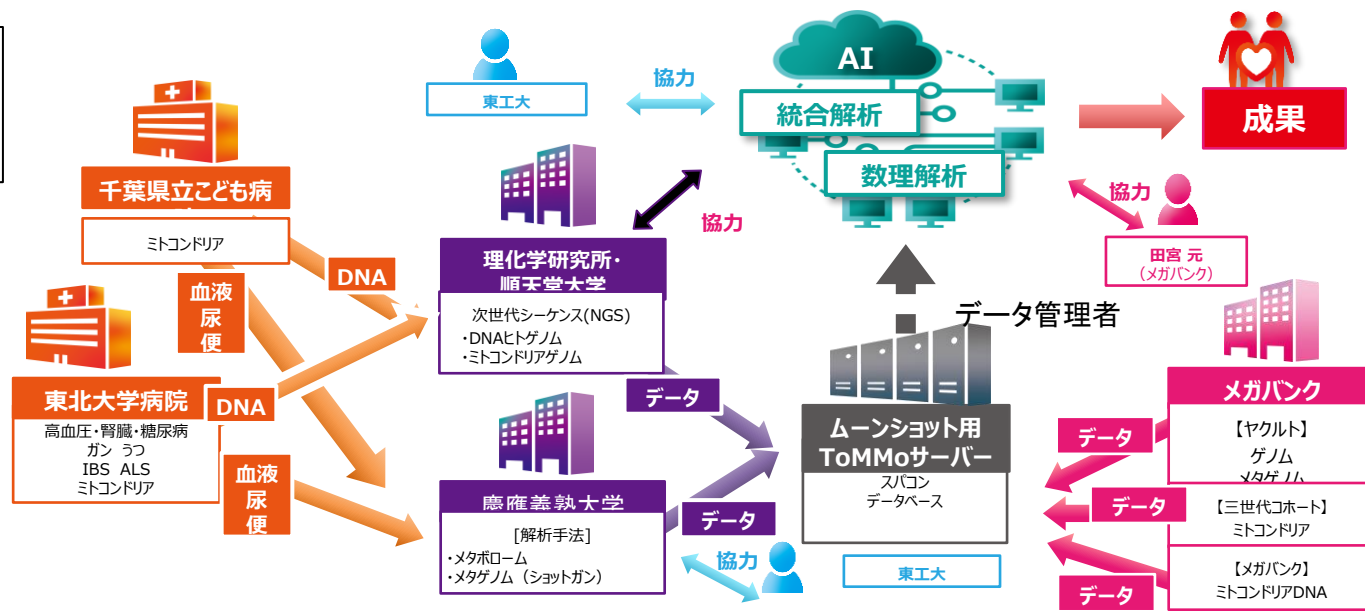 東工大
協力
AI
統合解析
数理解析
成果
協力
田宮 元
（メガバンク）
千葉県立こども病
ミトコンドリア
DNA
血液
尿
便
東北大学病院
高血圧・腎臓・糖尿病
ガン うつ
IBS ALS
ミトコンドリア
DNA
血液
尿
便
協力
理化学研究所・
順天堂大学
次世代シーケンス(NGS)
・DNAヒトゲノム
・ミトコンドリアゲノム
データ
慶應義塾大学
[解析手法]
・メタボローム
・メタゲノム（ショットガン）
データ
協力
データ管理者
ムーンショット用
ToMMoサーバー
スパコン
データベース
東工大
メガバンク
【ヤクルト】
ゲノム
メタゲノム
データ
【三世代コホート】
ミトコンドリア
データ
【メガバンク】
ミトコンドリアDNA
データ